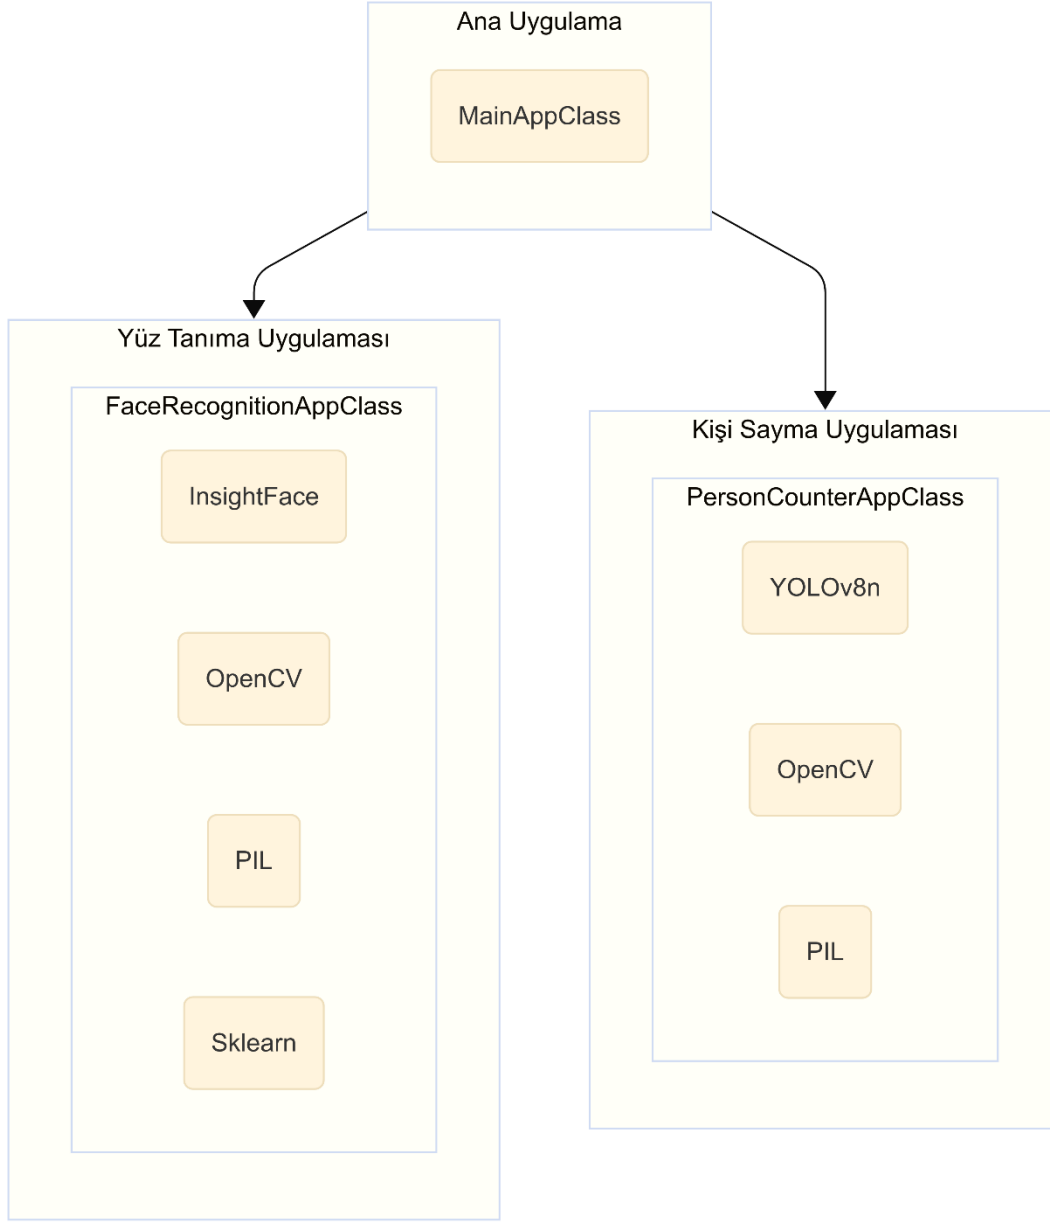 Ana Uygulama
MainAppClass
Yüz Tanıma Uygulaması
FaceRecognitionAppClass
InsightFace
OpenCV
PIL
Sklearn
Kişi Sayma Uygulaması
PersonCounterAppClass
YOLOv8n
OpenCV
PIL